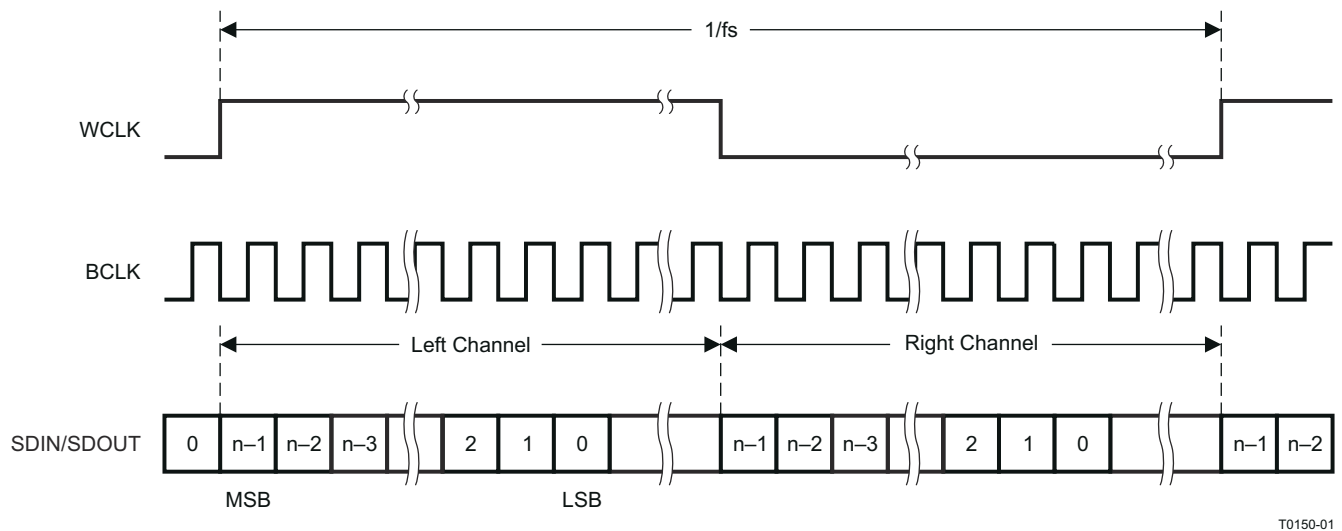 1/fs
WCLK
BCLK
Left Channel
Right Channel
SDIN/SDOUT 0 n–1 n–2 n–3 2 1 0 n–1 n–2 n–3 2 1 0 n–1 n–2
MSB LSB
T0150-01